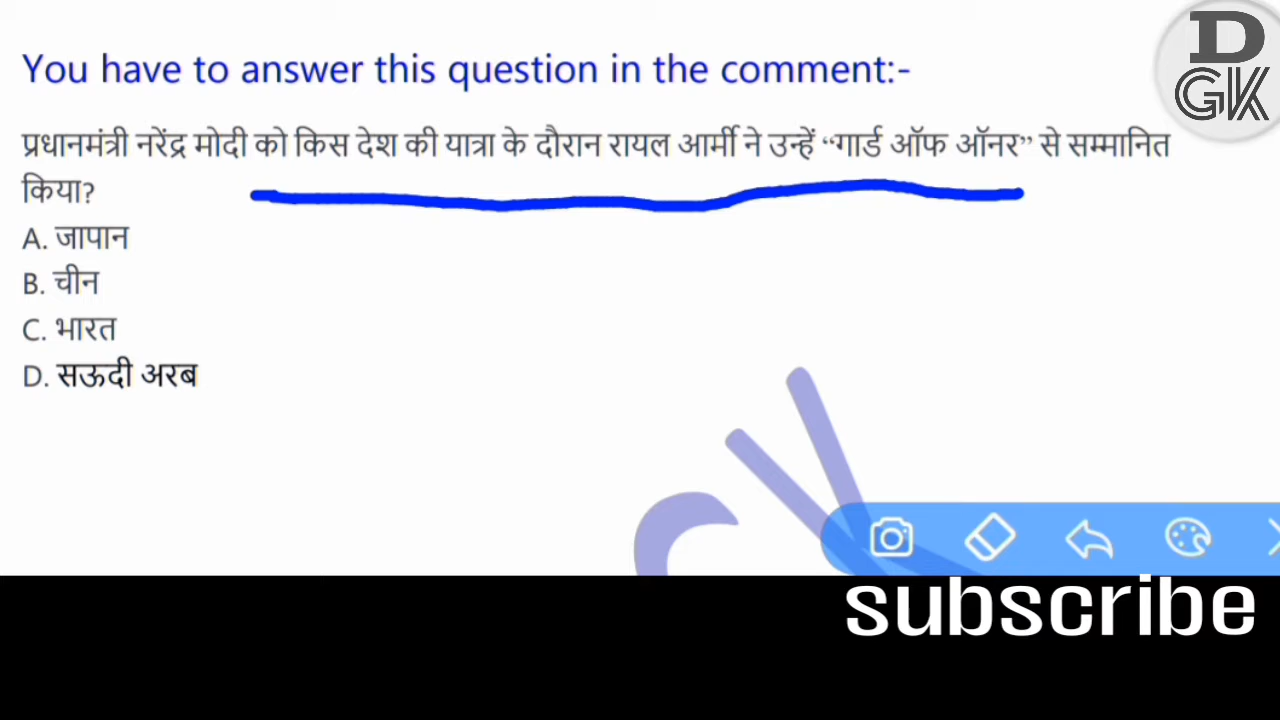 D
GK
You have to answer this question in the comment:-
प्रधानमंत्री नरेंद्र मोदी को किस देश की यात्रा के दौरान रायल आर्मी ने उन्हें “गार्ड ऑफ ऑनर” से सम्मानित
किया?
A. जापान
B. चीन
C. भारत
D. सऊदी अरब
subscribe